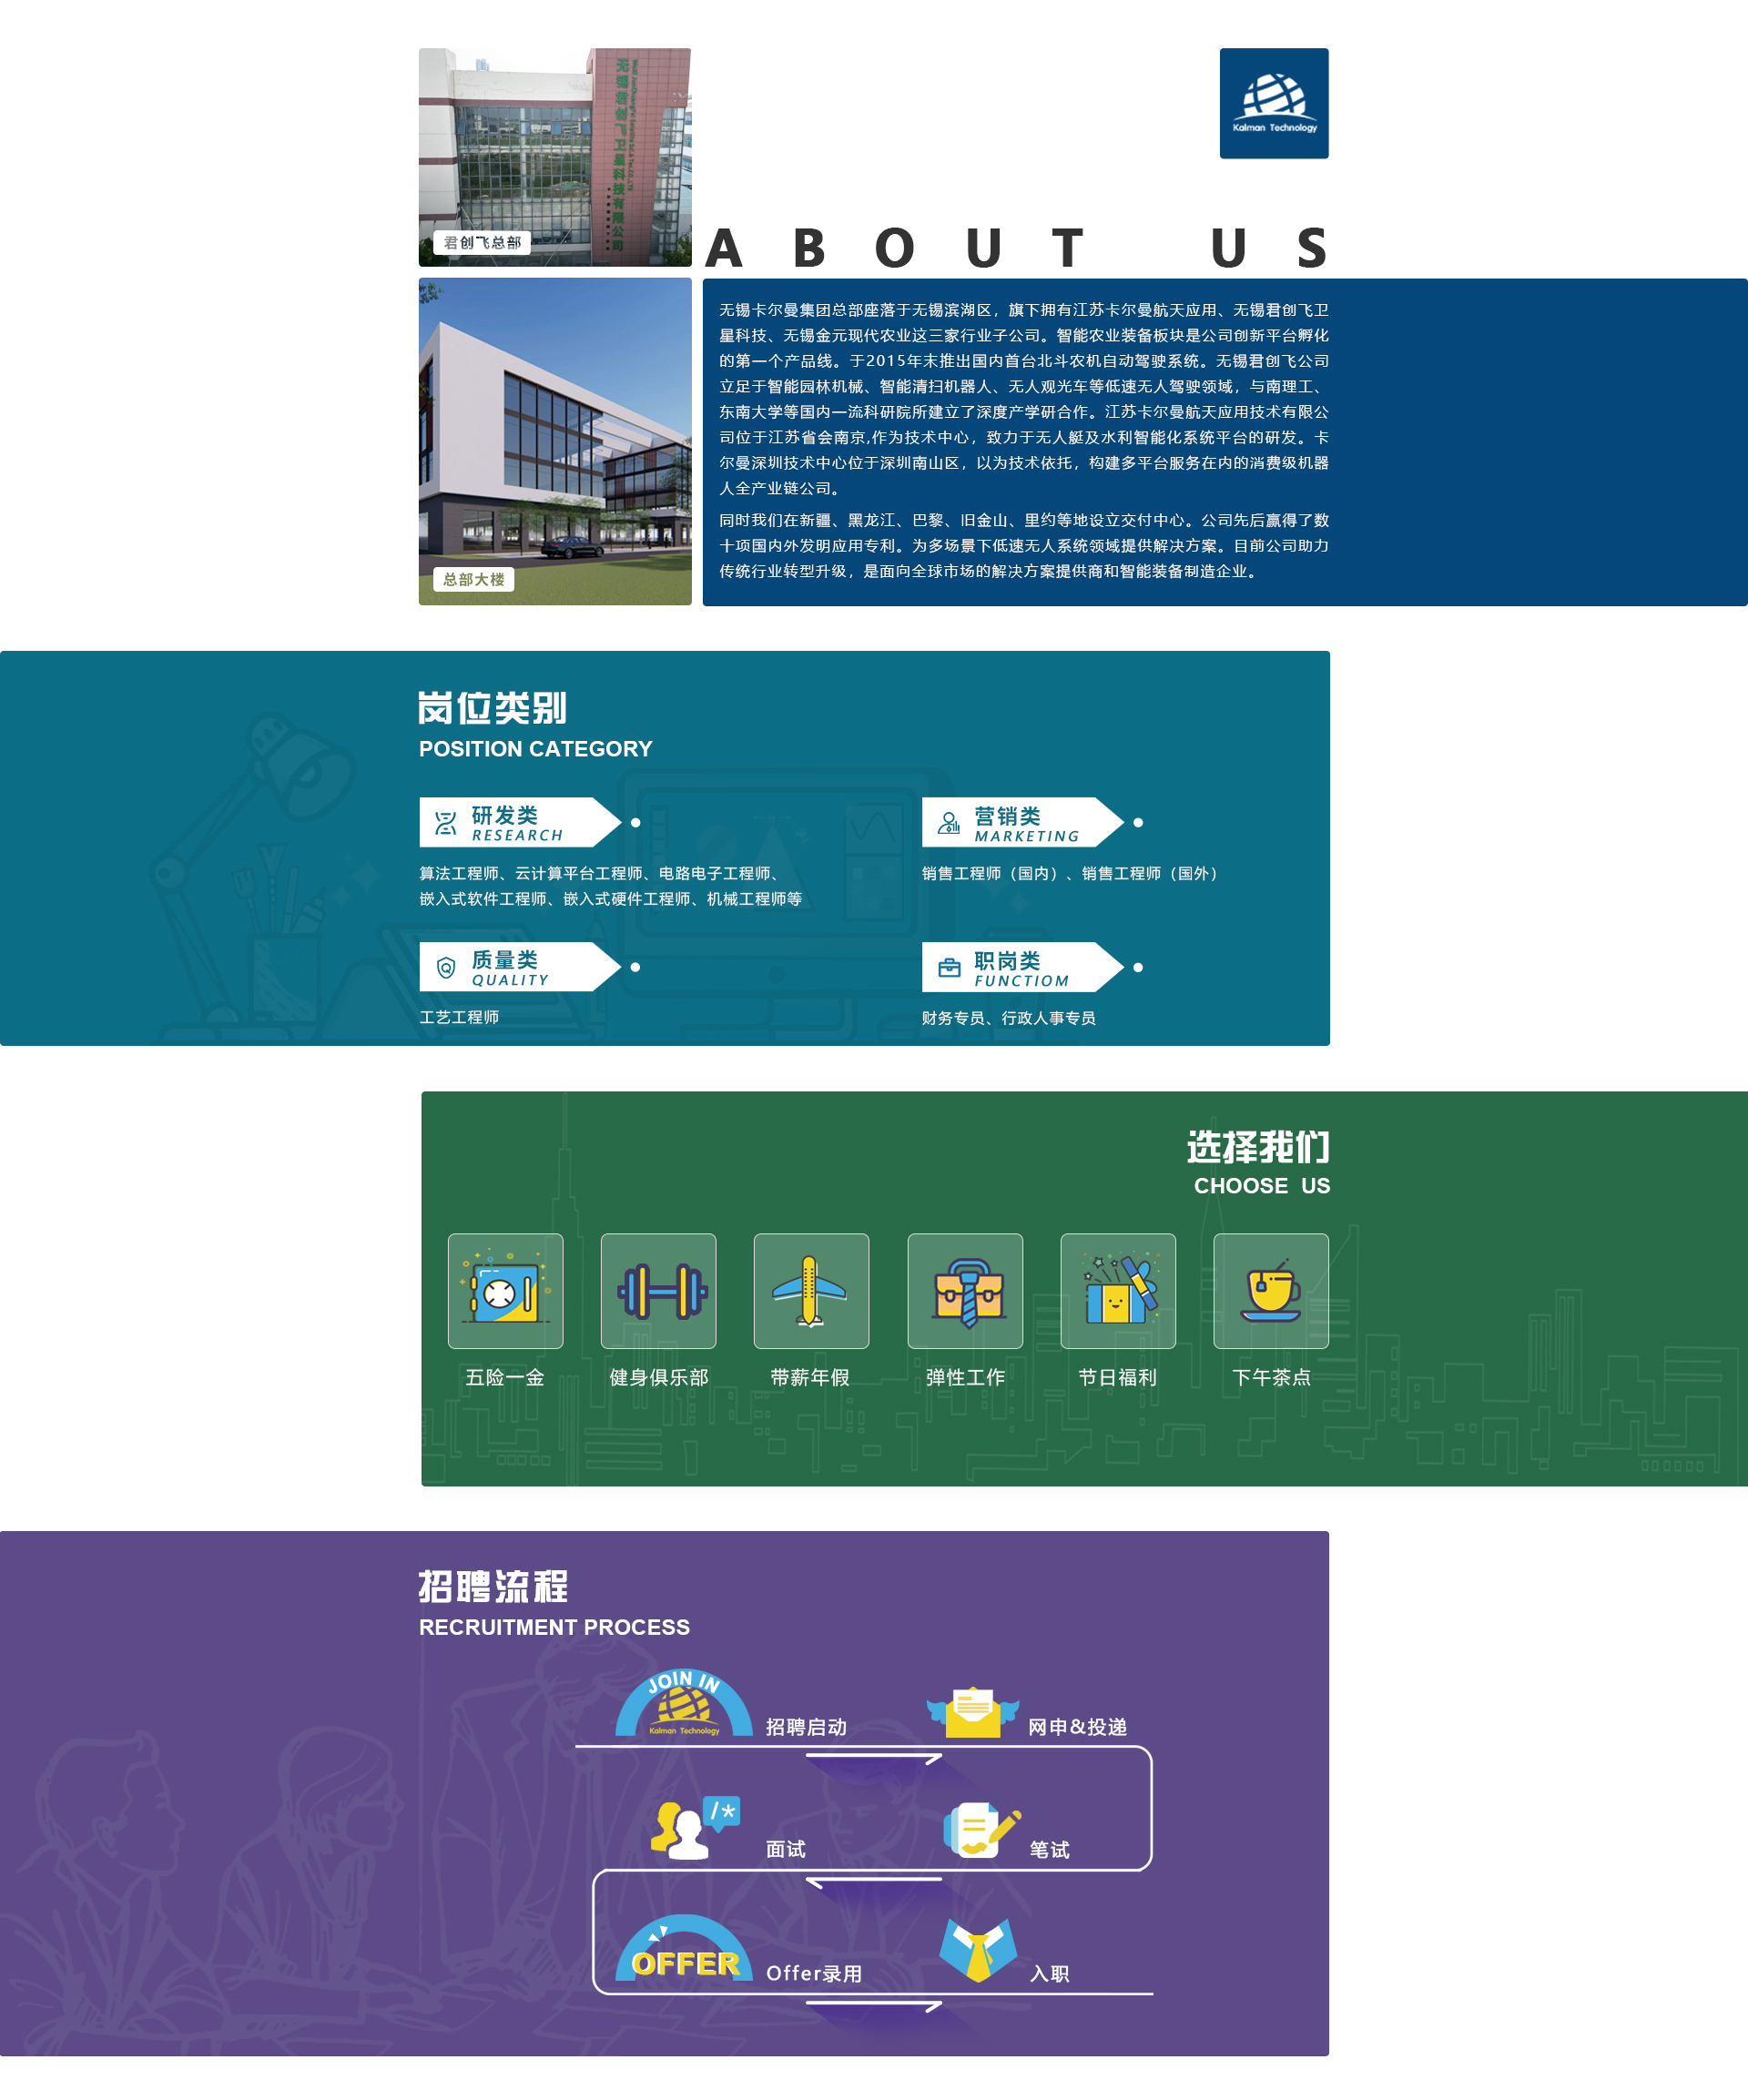 无锡君创飞卫星科技有限公司
君创飞总部
Kalman Technology
ABOUT US
总部大楼
无锡卡尔曼集团总部座落于无锡滨湖区，旗下拥有江苏卡尔曼航天应用、无锡君创飞卫
星科技、无锡金元现代农业这三家行业子公司。智能农业装备板块是公司创新平台孵化
的第一个产品线。于2015年末推出国内首台北斗农机自动驾驶系统。无锡君创飞公司
立足于智能园林机械、智能清扫机器人、无人观光车等低速无人驾驶领域，与南理工、
东南大学等国内一流科研院所建立了深度产学研合作。江苏卡尔曼航天应用技术有限公
司位于江苏省会南京,作为技术中心，致力于无人艇及水利智能化系统平台的研发。卡
尔曼深圳技术中心位于深圳南山区，以为技术依托，构建多平台服务在内的消费级机器
人全产业链公司。
同时我们在新疆、黑龙江、巴黎、旧金山、里约等地设立交付中心。公司先后赢得了数
十项国内外发明应用专利。为多场景下低速无人系统领域提供解决方案。目前公司助力
传统行业转型升级，是面向全球市场的解决方案提供商和智能装备制造企业。
岗位类别
POSITION CATEGORY
研发类
RESEARCH
算法工程师、云计算平台工程师、电路电子工程师、
嵌入式软件工程师、嵌入式硬件工程师、机械工程师等
营销类
MARKETING
销售工程师（国内）、销售工程师（国外）
质量类
QUALITY
工艺工程师
职岗类
FUNCTIOM
财务专员、行政人事专员
选择我们
CHOOSE US
五险一金
健身俱乐部
带薪年假
弹性工作
节日福利
下午茶点
招聘流程
RECRUITMENT PROCESS
JOIN IN
Kalman Technology
招聘启动
网申&投递
/*
面试
笔试
OFFER
Offer录用
入职